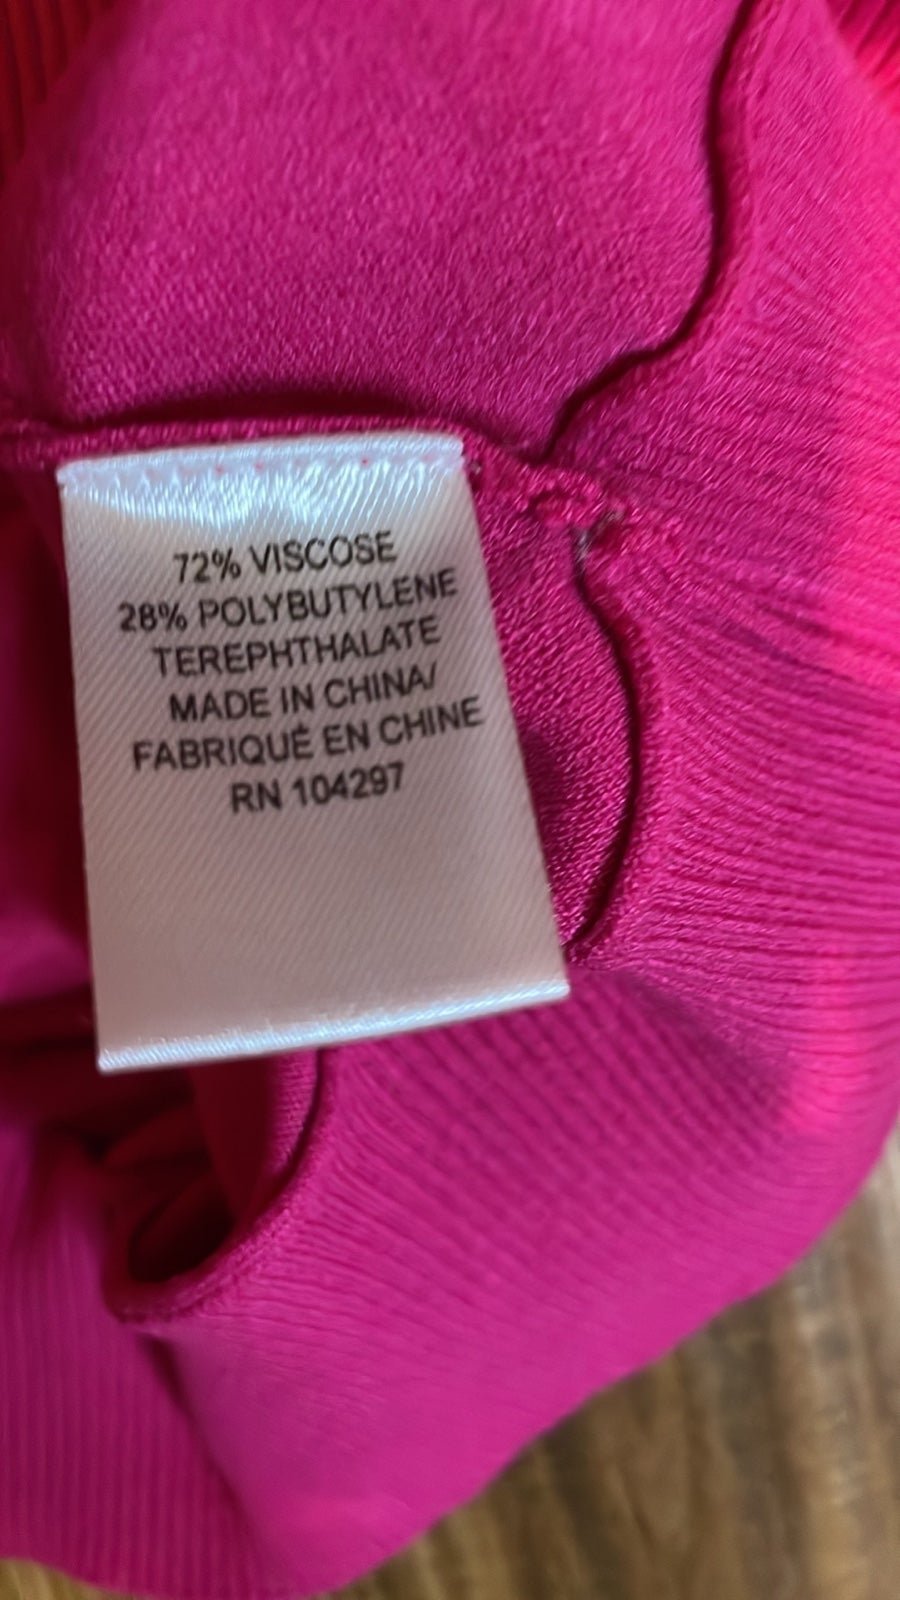 72% VISCOSE
28% POLYBUTYLENE
TEREPHTHALATE
MADE IN CHINA/
FABRIQUÉ EN CHINE
RN 104297